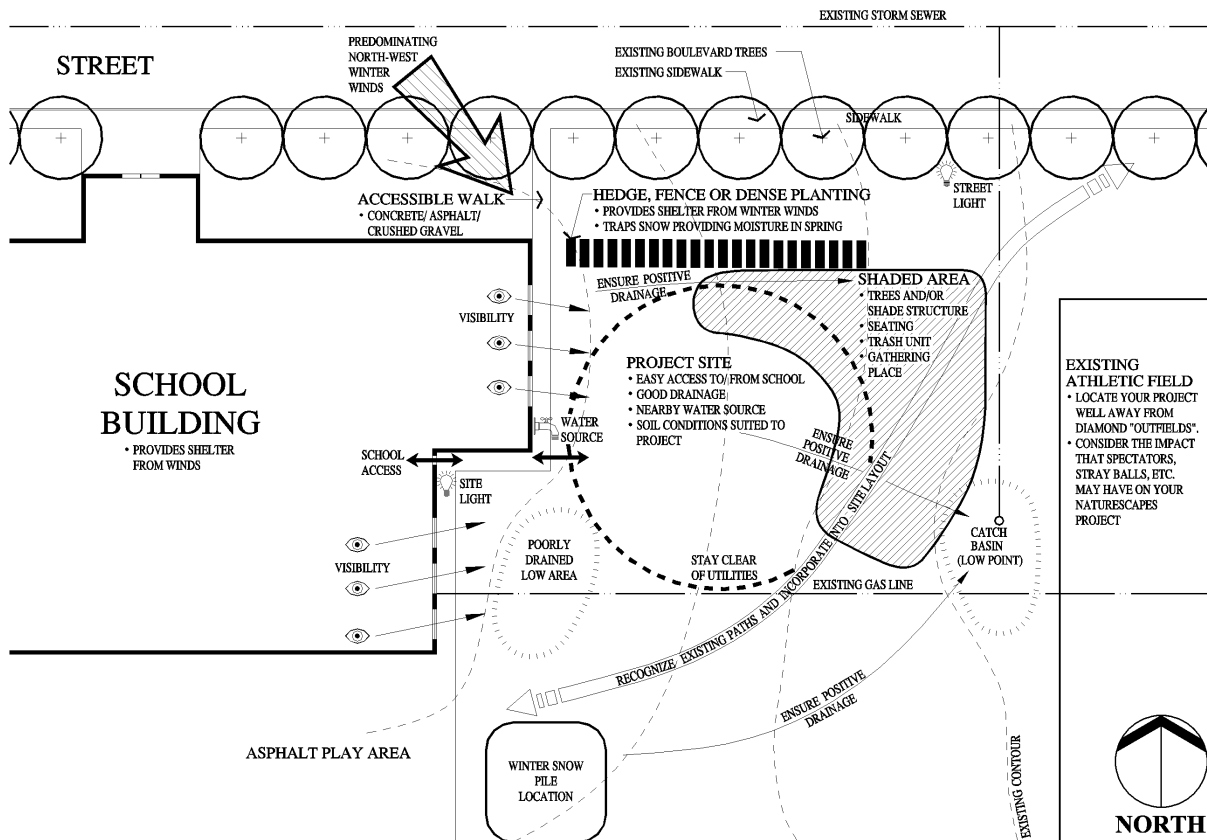 EXISTING STORM SEWER
STREET
PREDOMINATING
NORTH-WEST
WINTER
WINDS
EXISTING BOULEVARD TREES
EXISTING SIDEWALK
SIDEWALK
ACCESSIBLE WALK
• CONCRETE/ ASPHALT/
CRUSHED GRAVEL
HEDGE, FENCE OR DENSE PLANTING
• PROVIDES SHELTER FROM WINTER WINDS
• TRAPS SNOW PROVIDING MOISTURE IN SPRING
STREET
LIGHT
ENSURE POSITIVE
DRAINAGE
SHADED AREA
• TREES AND/OR
SHADE STRUCTURE
• SEATING
• TRASH UNIT
• GATHERING
PLACE
VISIBILITY
PROJECT SITE
• EASY ACCESS TO/ FROM SCHOOL
• GOOD DRAINAGE
• NEARBY WATER SOURCE
• SOIL CONDITIONS SUITED TO
PROJECT
EXISTING
ATHLETIC FIELD
• LOCATE YOUR PROJECT
WELL AWAY FROM
DIAMOND "OUTFIELDS".
• CONSIDER THE IMPACT
THAT SPECTATORS,
STRAY BALLS, ETC.
MAY HAVE ON YOUR
NATURESCAPES
PROJECT
SCHOOL
BUILDING
• PROVIDES SHELTER
FROM WINDS
WATER
SOURCE
ENSURE
POSITIVE
DRAINAGE
SCHOOL
ACCESS
SITE
LIGHT
VISIBILITY
POORLY
DRAINED
LOW AREA
STAY CLEAR
OF UTILITIES
CATCH
BASIN
(LOW POINT)
EXISTING GAS LINE
RECOGNIZE EXISTING PATHS AND INCORPORATE INTO SITE LAYOUT
ENSURE POSITIVE
DRAINAGE
ASPHALT PLAY AREA
WINTER SNOW
PILE
LOCATION
EXISTING CONTOUR
NORTH